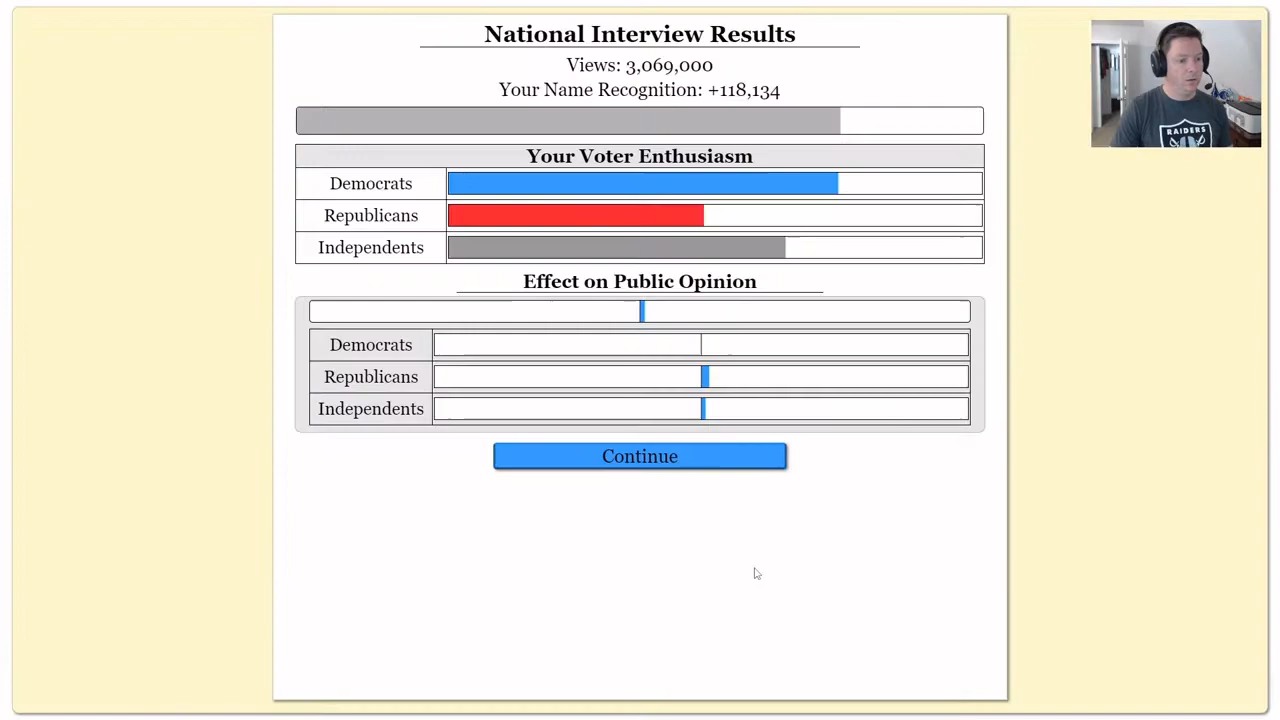 National Interview Results
Views: 3,069,000
Your Name Recognition: +118,134
Your Voter Enthusiasm
Democrats
Republicans
Independents
Effect on Public Opinion
Democrats
Republicans
Independents
Continue
RAIDERS